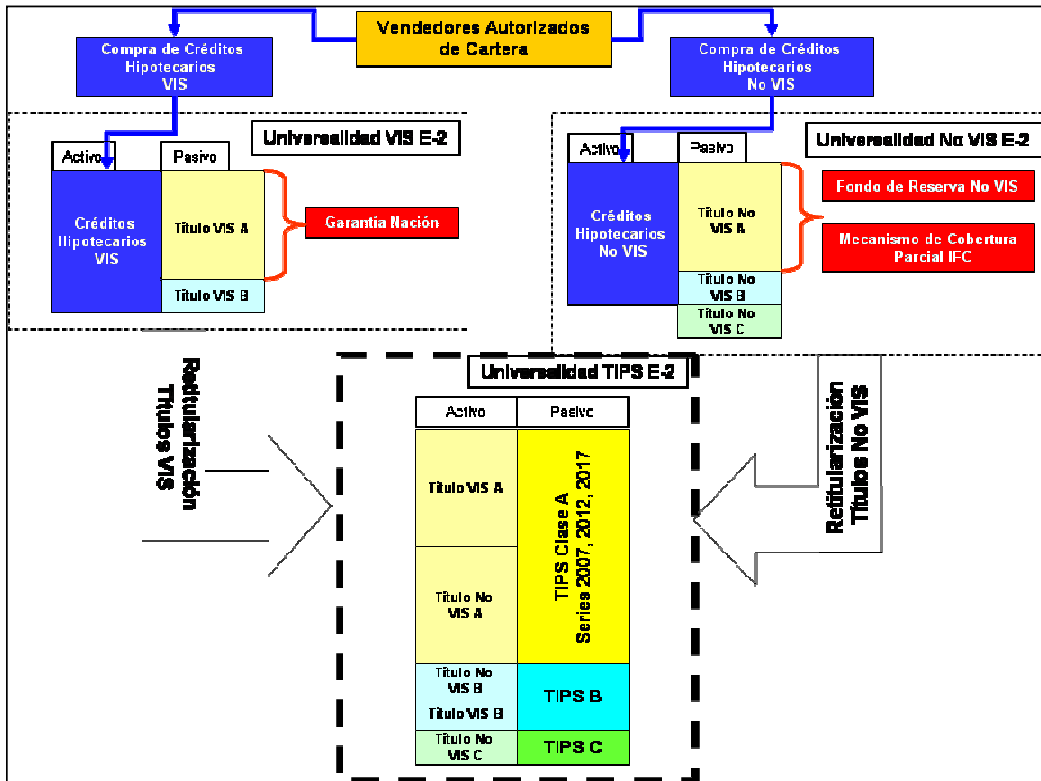 Vendedores Autorizados
de Cartera
Compra de Créditos
Hipotecarios
VIS
Compra de Créditos
Hipotecarios
No VIS
Universalidad VIS E-2
Activo
Pasivo
Créditos
Hipotecarios
VIS
Título VIS A
Título VIS B
Garantía Nación
Universalidad No VIS E-2
Activo
Pasivo
Créditos
Hipotecarios
No VIS
Título No
VIS A
Título No
VIS B
Título No
VIS C
Fondo de Reserva No VIS
Mecanismo de Cobertura
Parcial IFC
Retitularización
Títulos VIS
Universalidad TIPS E-2
Activo
Pasivo
Título VIS A
Título No
VIS A
TIPS Clase A
Series 2007, 2012, 2017
Título No
VIS B
Título VIS B
TIPS B
Título No
VIS C
TIPS C
Retitularización
Títulos No VIS